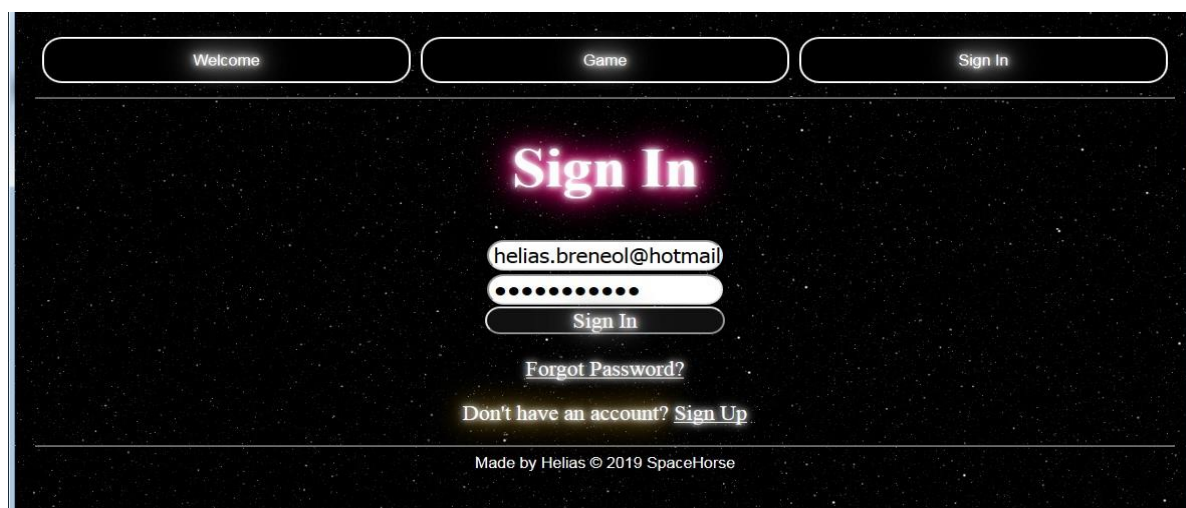 Welcome Game Sign In
Sign In
helias.breneol@hotmail
●●●●●●●●●●●
Sign In
Forgot Password?
Don't have an account? Sign Up
Made by Helias © 2019 SpaceHorse